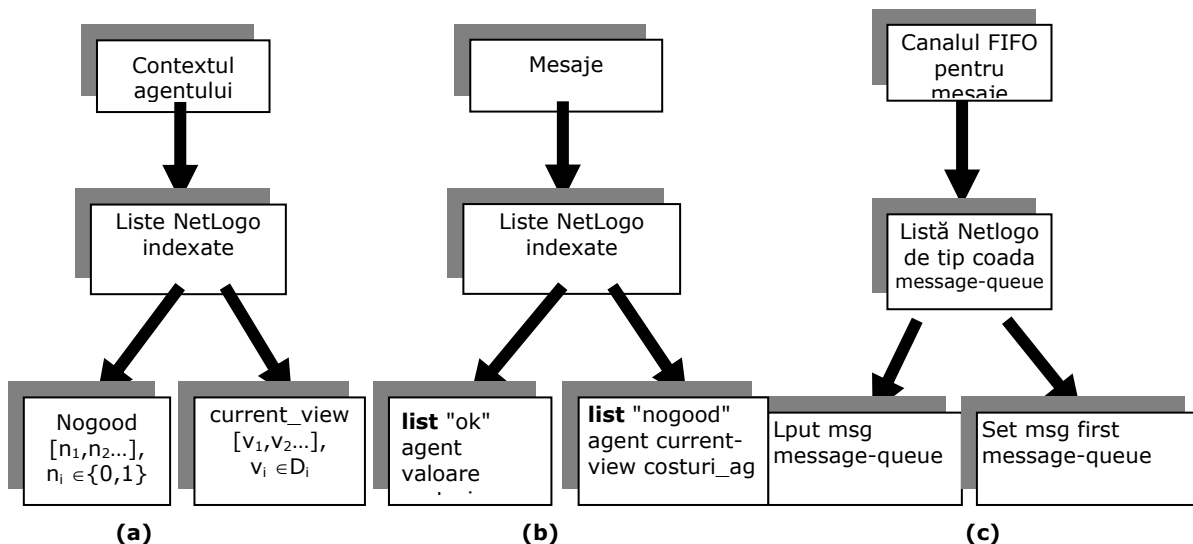 Contextul
agentului
Mesaje
Canalul FIFO
pentru
mesaje
Liste NetLogo
indexate
Liste NetLogo
indexate
Listă Netlogo
de tip coada
message-queue
Nogood
[n₁,n₂...],
nᵢ ∈{0,1}
current_view
[v₁,v₂...],
vᵢ ∈Dᵢ
list "ok"
agent
valoare
list "nogood"
agent current-
view costuri_ag
Lput msg
message-queue
Set msg first
message-queue
(a)
(b)
(c)